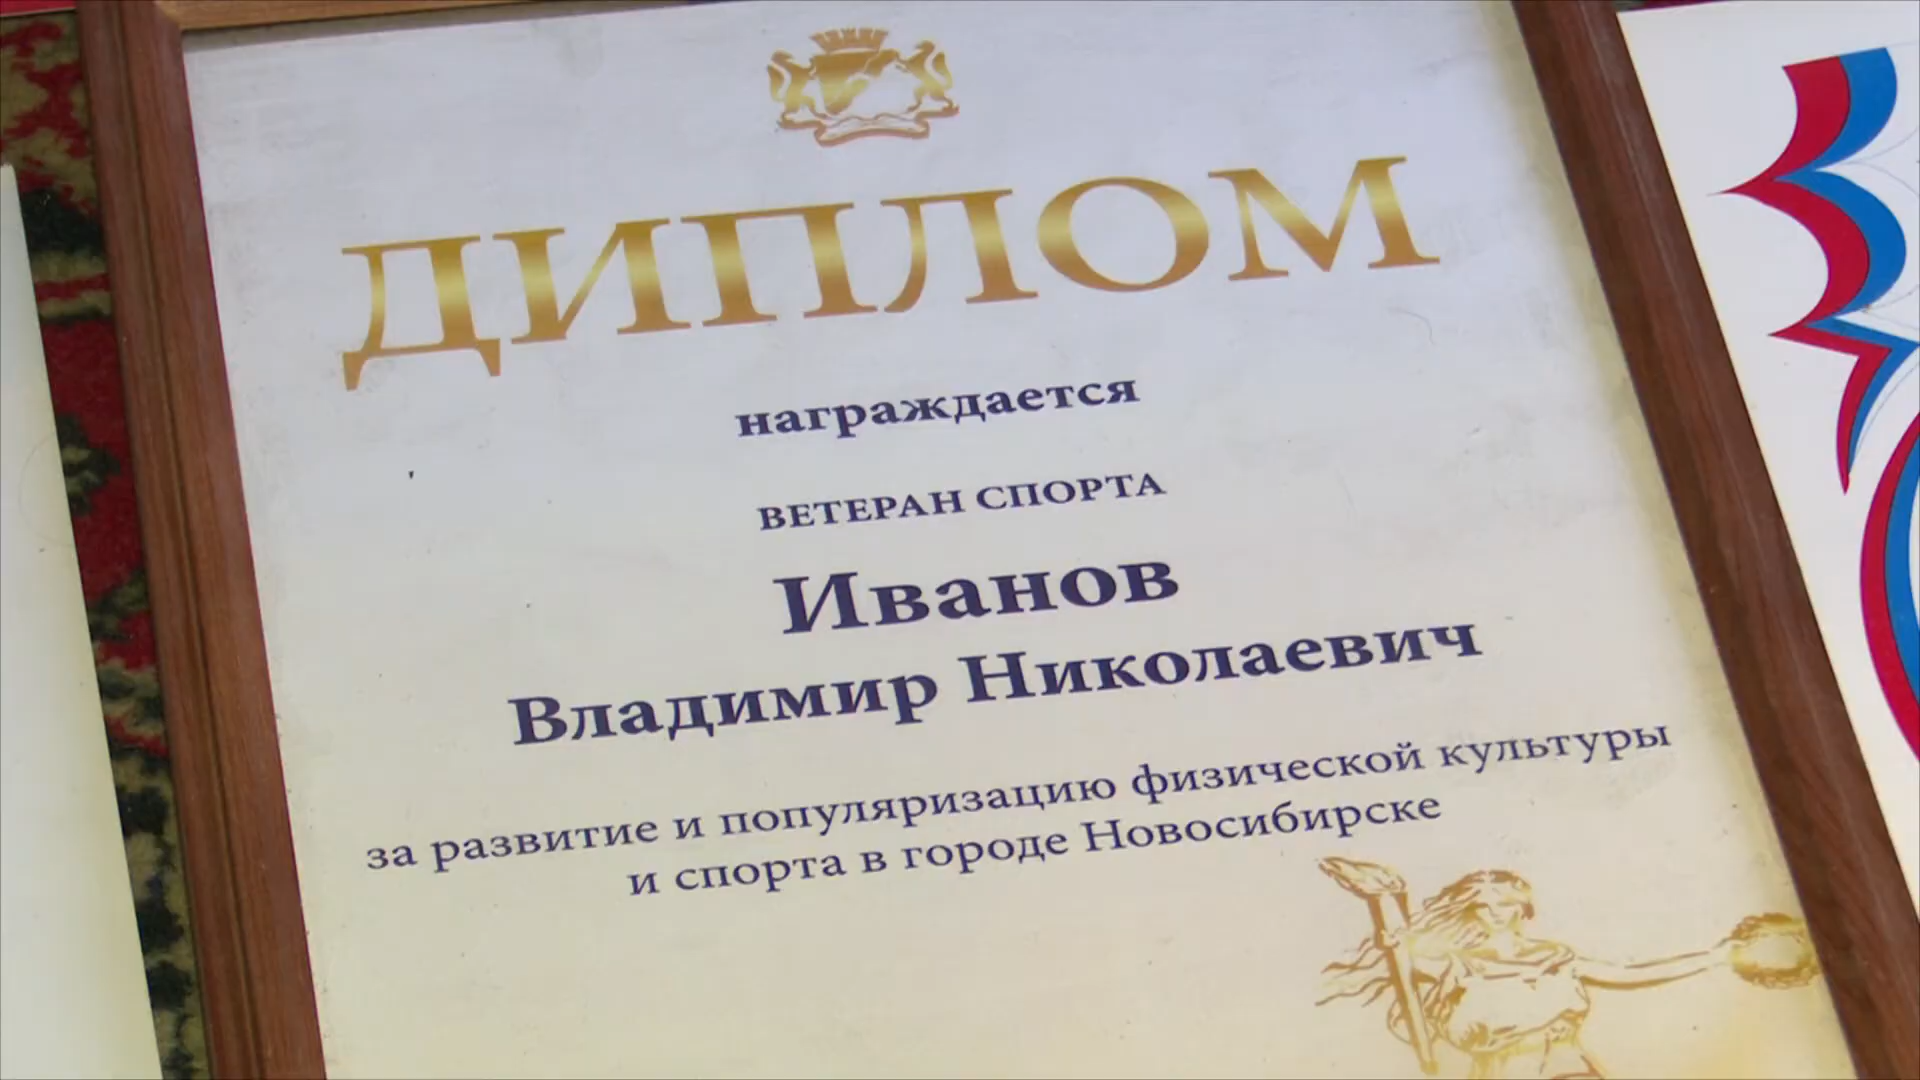 ДИПЛОМ
награждается
ВЕТЕРАН СПОРТА
Иванов
Владимир Николаевич
за развитие и популяризацию физической культуры
и спорта в городе Новосибирске